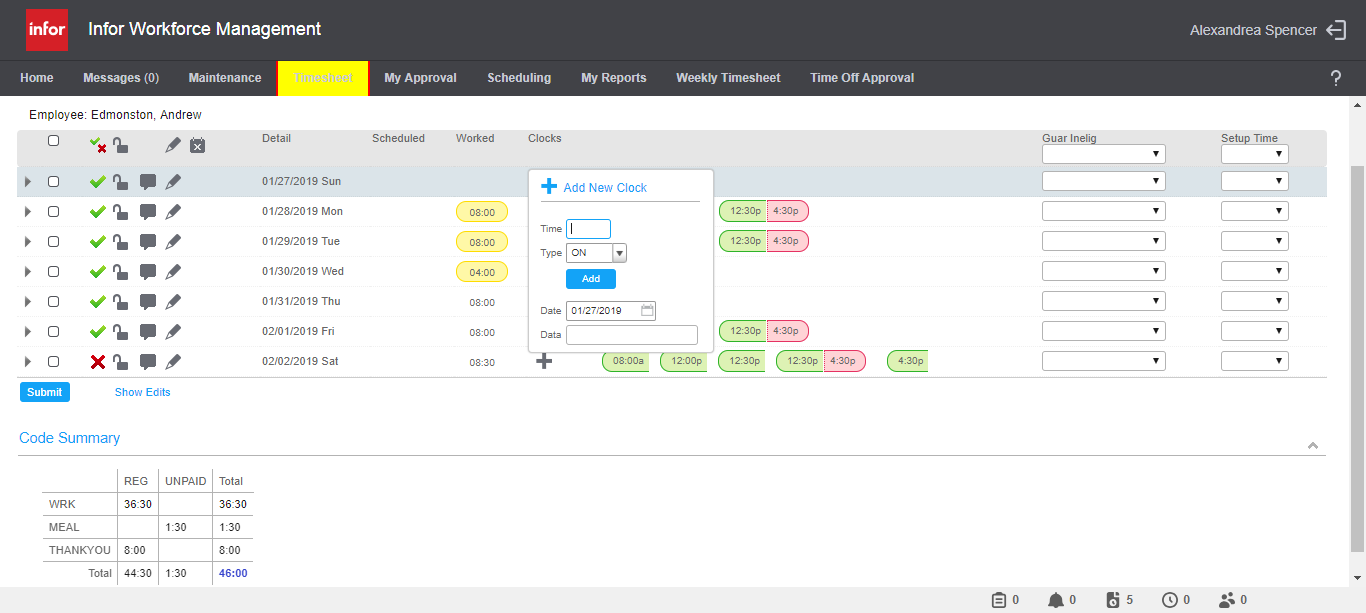 infor Infor Workforce Management Alexandrea Spencer
Home Messages (0) Maintenance Timesheet My Approval Scheduling My Reports Weekly Timesheet Time Off Approval ?
Employee: Edmonston, Andrew
Detail Scheduled Worked Clocks Guar Inelig Setup Time
01/27/2019 Sun
Add New Clock
Time
Type ON
Add
Date 01/27/2019
Data
01/28/2019 Mon 08:00 12:30p 4:30p
01/29/2019 Tue 08:00 12:30p 4:30p
01/30/2019 Wed 04:00
01/31/2019 Thu 08:00
02/01/2019 Fri 08:00 12:30p 4:30p
02/02/2019 Sat 08:30 08:00a 12:00p 12:30p 12:30p 4:30p 4:30p
Submit Show Edits
Code Summary
REG UNPAID Total
WRK 36:30 36:30
MEAL 1:30 1:30
THANKYOU 8:00 8:00
Total 44:30 1:30 46:00
0 0 5 0 0